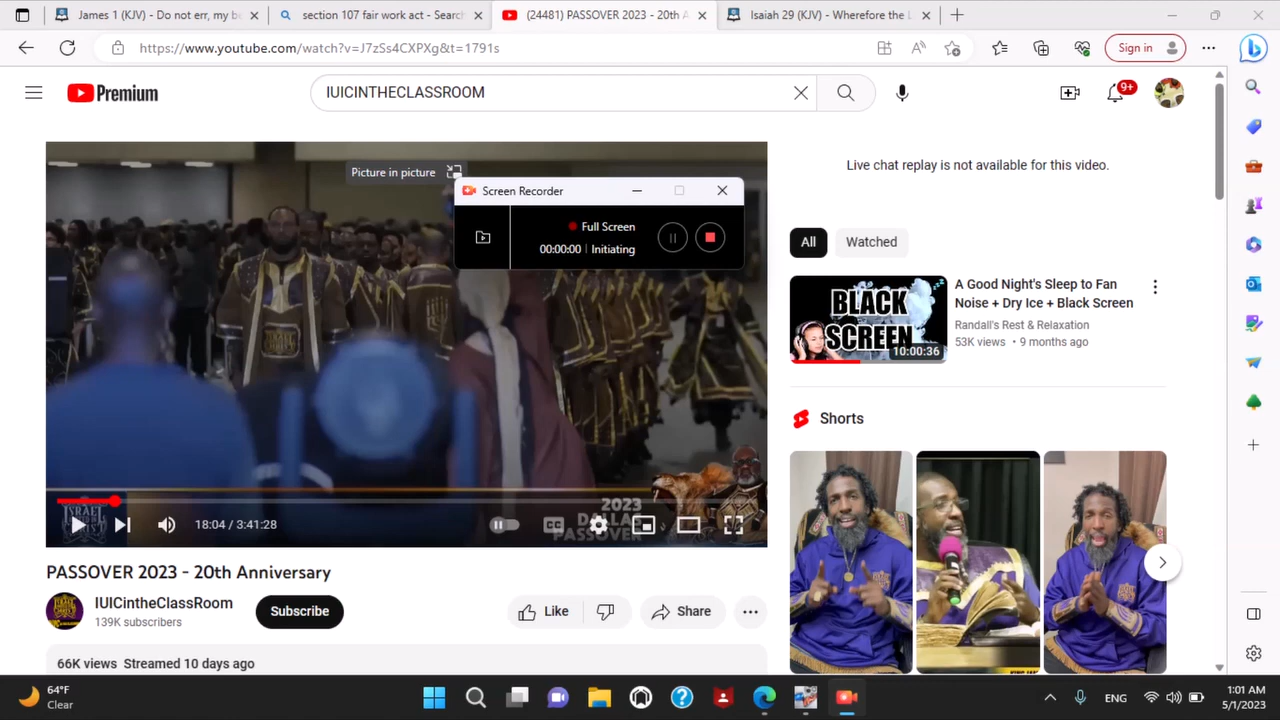 James 1 (KJV) - Do not err, my b
section 107 fair work act - Searc
(24481) PASSOVER 2023 - 20th A
Isaiah 29 (KJV) - Wherefore the L
https://www.youtube.com/watch?v=J7zSs4CXPXg&t=1791s
Sign in
Premium
IUICINTHECLASSROOM
9+
Picture in picture
Screen Recorder
Full Screen
00:00:00 | Initiating
Live chat replay is not available for this video.
All
Watched
BLACK
SCREEN
10:00:36
A Good Night's Sleep to Fan
Noise + Dry Ice + Black Screen
Randall's Rest & Relaxation
53K views • 9 months ago
Shorts
2023
DALLAS
PASSOVER
ISRAEL
18:04 / 3:41:28
CC
PASSOVER 2023 - 20th Anniversary
IUICintheClassRoom
139K subscribers
Subscribe
Like
Share
66K views Streamed 10 days ago
64°F
Clear
ENG
1:01 AM
5/1/2023